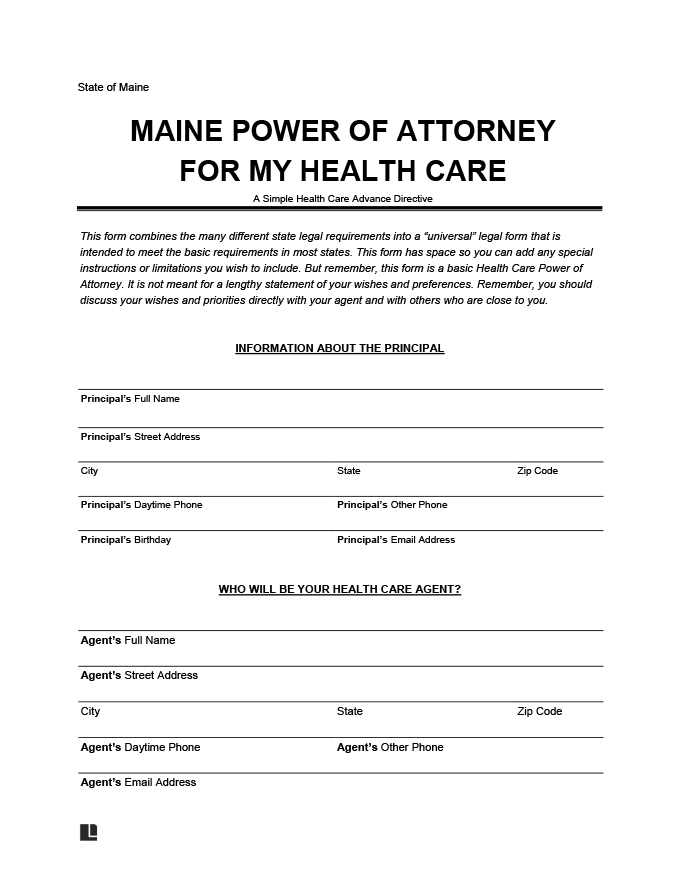 State of Maine
MAINE POWER OF ATTORNEY
FOR MY HEALTH CARE
A Simple Health Care Advance Directive
This form combines the many different state legal requirements into a “universal” legal form that is
intended to meet the basic requirements in most states. This form has space so you can add any special
instructions or limitations you wish to include. But remember, this form is a basic Health Care Power of
Attorney. It is not meant for a lengthy statement of your wishes and preferences. Remember, you should
discuss your wishes and priorities directly with your agent and with others who are close to you.
INFORMATION ABOUT THE PRINCIPAL
Principal’s Full Name
Principal’s Street Address
City State Zip Code
Principal’s Daytime Phone Principal’s Other Phone
Principal’s Birthday Principal’s Email Address
WHO WILL BE YOUR HEALTH CARE AGENT?
Agent’s Full Name
Agent’s Street Address
City State Zip Code
Agent’s Daytime Phone Agent’s Other Phone
Agent’s Email Address